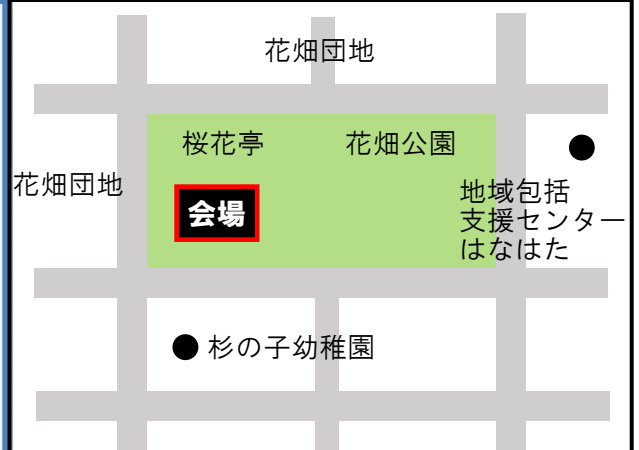 花畑団地
桜花亭
花畑公園
花畑団地
会場
地域包括
支援センター
はなはた
杉の子幼稚園